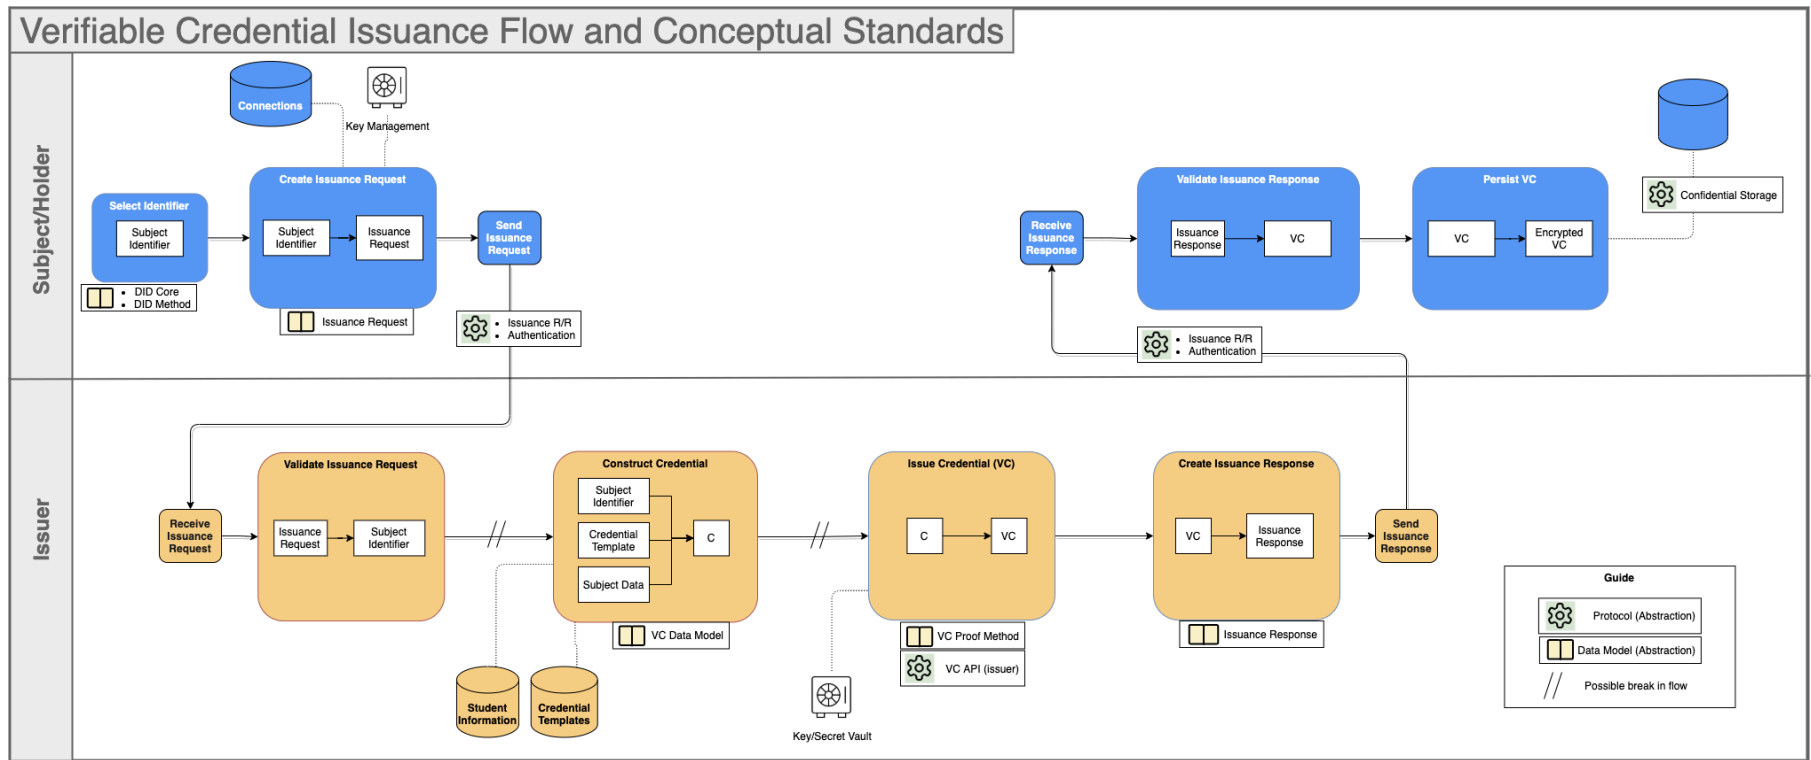 Verifiable Credential Issuance Flow and Conceptual Standards
Subject/Holder
Connections
Key Management
Select Identifier
Subject
Identifier
• DID Core
• DID Method
Create Issuance Request
Subject
Identifier
Issuance
Request
Issuance Request
Send
Issuance
Request
• Issuance R/R
• Authentication
Receive
Issuance
Response
• Issuance R/R
• Authentication
Validate Issuance Response
Issuance
Response
VC
Persist VC
VC
Encrypted
VC
Confidential Storage
Issuer
Receive
Issuance
Request
Validate Issuance Request
Issuance
Request
Subject
Identifier
Construct Credential
Subject
Identifier
Credential
Template
Subject Data
C
VC Data Model
Student
Information
Credential
Templates
Issue Credential (VC)
C
VC
VC Proof Method
VC API (issuer)
Key/Secret Vault
Create Issuance Response
VC
Issuance
Response
Issuance Response
Send
Issuance
Response
Guide
Protocol (Abstraction)
Data Model (Abstraction)
// Possible break in flow